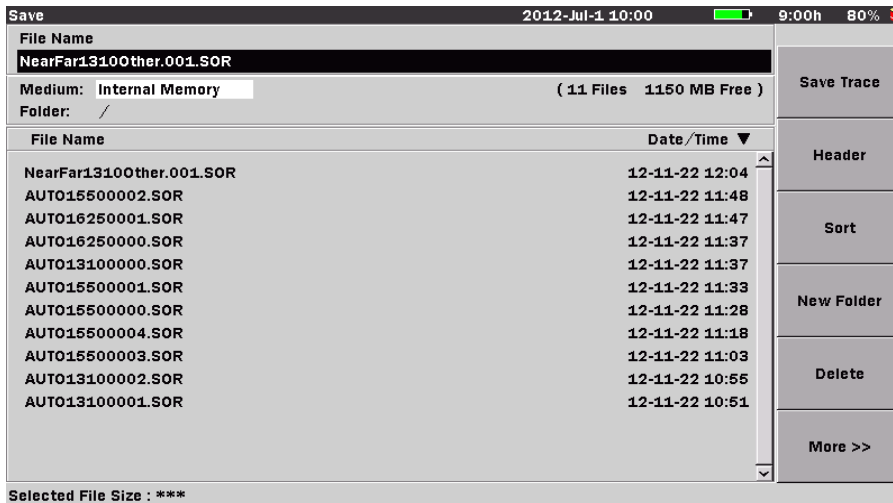 Save 2012-Jul-1 10:00 9:00h 80%
File Name
NearFar1310Other.001.SOR
Medium: Internal Memory ( 11 Files 1150 MB Free )
Folder: /
File Name Date/Time ▼
NearFar1310Other.001.SOR 12-11-22 12:04
AUTO15500002.SOR 12-11-22 11:48
AUTO16250001.SOR 12-11-22 11:47
AUTO16250000.SOR 12-11-22 11:37
AUTO13100000.SOR 12-11-22 11:37
AUTO15500001.SOR 12-11-22 11:33
AUTO15500000.SOR 12-11-22 11:28
AUTO15500004.SOR 12-11-22 11:18
AUTO15500003.SOR 12-11-22 11:03
AUTO13100002.SOR 12-11-22 10:55
AUTO13100001.SOR 12-11-22 10:51
Selected File Size : ***
Save Trace
Header
Sort
New Folder
Delete
More >>